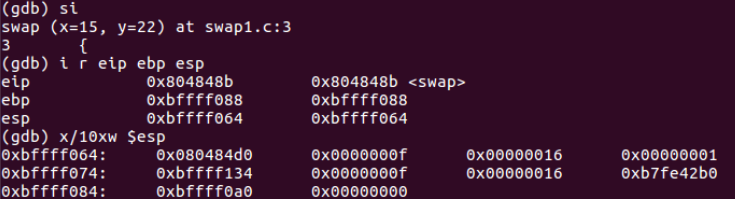 (gdb) si
swap (x=15, y=22) at swap1.c:3
3 {
(gdb) i r eip ebp esp
eip 0x804848b 0x804848b <swap>
ebp 0xbffff088 0xbffff088
esp 0xbffff064 0xbffff064
(gdb) x/10xw $esp
0xbffff064: 0x080484d0 0x0000000f 0x00000016 0x00000001
0xbffff074: 0xbffff134 0x0000000f 0x00000016 0xb7fe42b0
0xbffff084: 0xbffff0a0 0x00000000